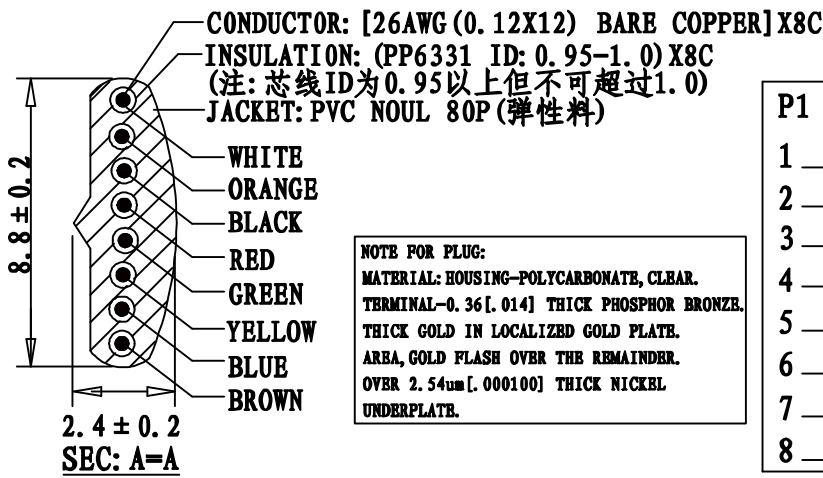 CONDUCTOR: [26AWG(0.12X12) BARE COPPER]X8C
INSULATION: (PP6331 ID:0.95-1.0)X8C
(注:芯线ID为0.95以上但不可超过1.0)
JACKET:PVC NOUL 80P(弹性料)
WHITE
ORANGE
BLACK
RED
GREEN
YELLOW
BLUE
BROWN
8.8±0.2
2.4±0.2
SEC: A=A
NOTE FOR PLUG:
MATERIAL:HOUSING-POLYCARBONATE,CLEAR.
TERMINAL-0.36[.014] THICK PHOSPHOR BRONZE.
THICK GOLD IN LOCALIZED GOLD PLATE.
AREA,GOLD FLASH OVER THE REMAINDER.
OVER 2.54um[.000100] THICK NICKEL
UNDERPLATE.
P1
1
2
3
4
5
6
7
8